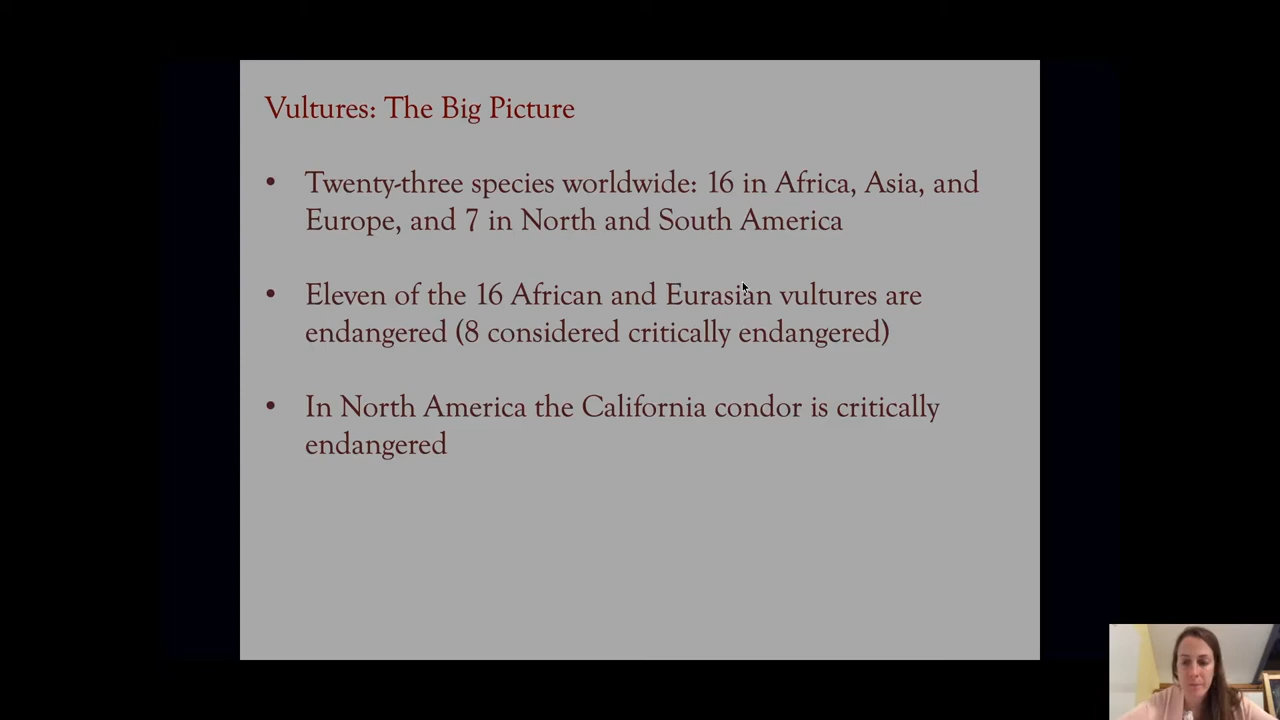 Vultures: The Big Picture
• Twenty-three species worldwide: 16 in Africa, Asia, and
Europe, and 7 in North and South America
• Eleven of the 16 African and Eurasian vultures are
endangered (8 considered critically endangered)
• In North America the California condor is critically
endangered